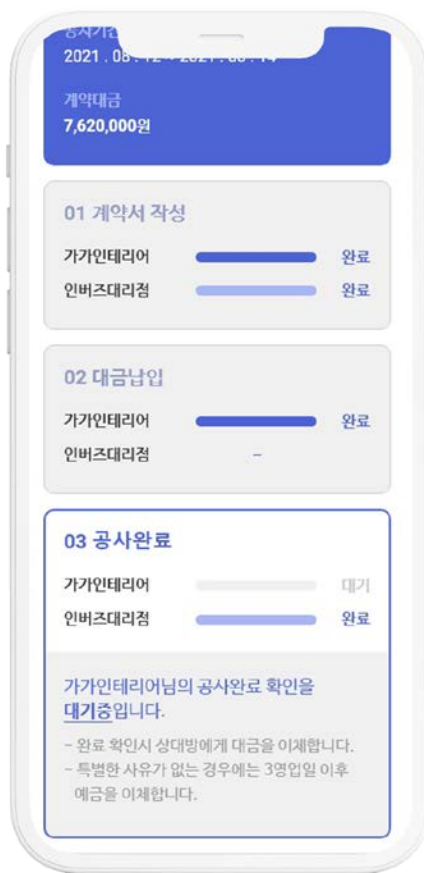 공사기간
2021 . 08 . 12 ~ 2021 . 08 . 14
계약대금
7,620,000원
01 계약서 작성
가가인테리어 완료
인버즈대리점 완료
02 대금납입
가가인테리어 완료
인버즈대리점 –
03 공사완료
가가인테리어 대기
인버즈대리점 완료
가가인테리어님의 공사완료 확인을
대기중입니다.
– 완료 확인시 상대방에게 대금을 이체합니다.
– 특별한 사유가 없는 경우에는 3영업일 이후
예금을 이체합니다.